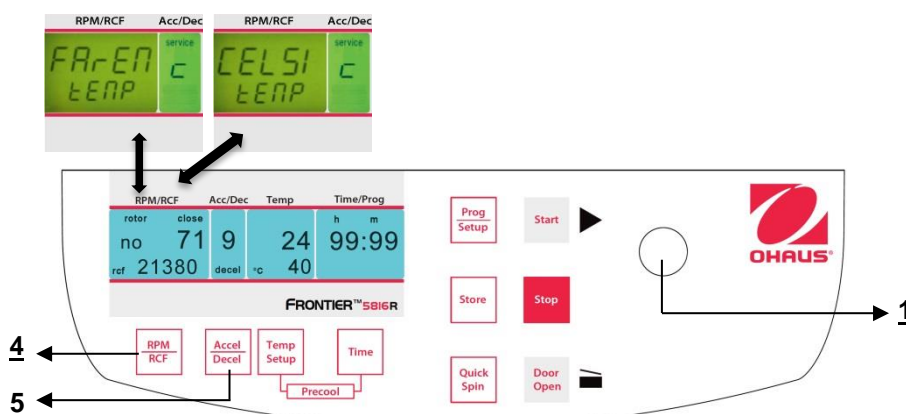 RPM/RCF Acc/Dec RPM/RCF Acc/Dec
service service
FArEn c CELSI c
tEnP tEnP
RPM/RCF Acc/Dec Temp Time/Prog
rotor close h m
no 71 9 24 99:99
rcf 21380 decel °C 40
FRONTIER™5816R
RPM
RCF
Accel
Decel
Temp
Setup
Time
Precool
Prog
Setup
Start
Store
Stop
Quick
Spin
Door
Open
OHAUS®
1
4
5